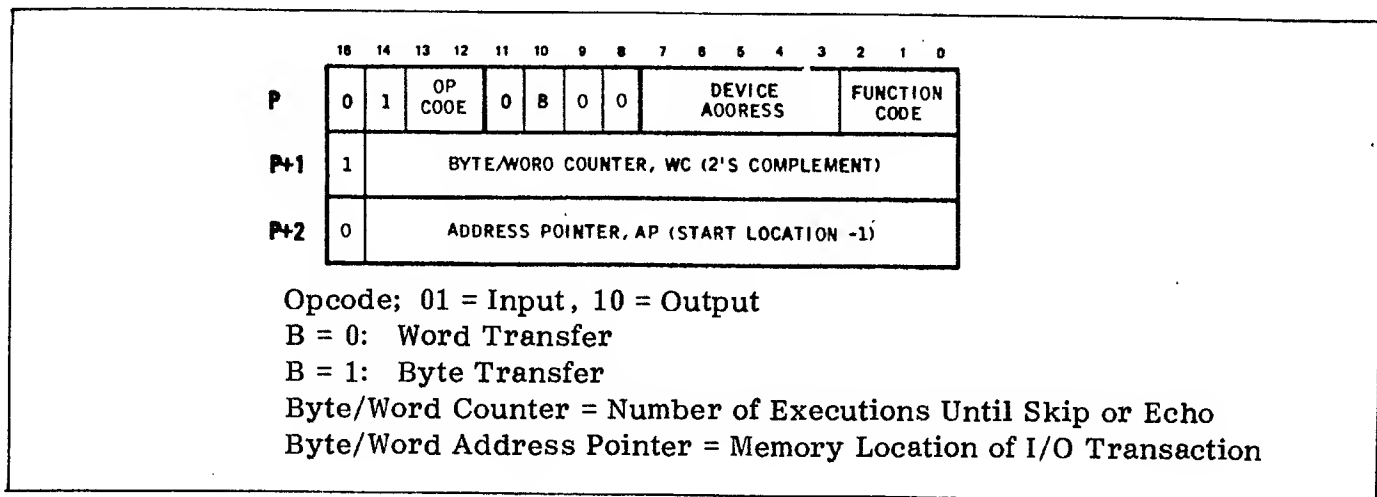 15 14 13 12 11 10 9 8 7 6 5 4 3 2 1 0
P 0 1 OP CODE 0 B 0 0 DEVICE ADDRESS FUNCTION CODE
P+1 1 BYTE/WORD COUNTER, WC (2'S COMPLEMENT)
P+2 0 ADDRESS POINTER, AP (START LOCATION -1)
Opcode; 01 = Input, 10 = Output
B = 0: Word Transfer
B = 1: Byte Transfer
Byte/Word Counter = Number of Executions Until Skip or Echo
Byte/Word Address Pointer = Memory Location of I/O Transaction